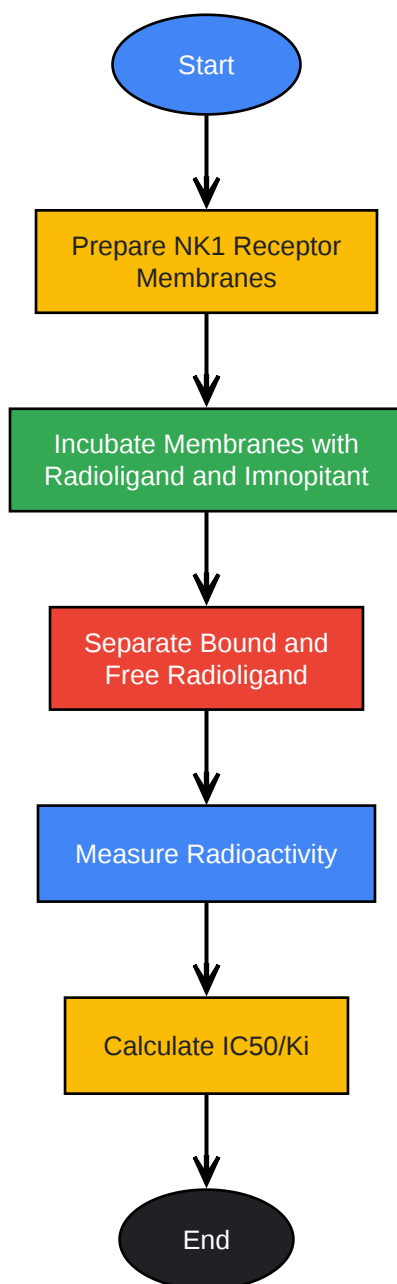 Start
Prepare NK1 Receptor
Membranes
Incubate Membranes with
Radioligand and Imnopitant
Separate Bound and
Free Radioligand
Measure Radioactivity
Calculate IC50/Ki
End